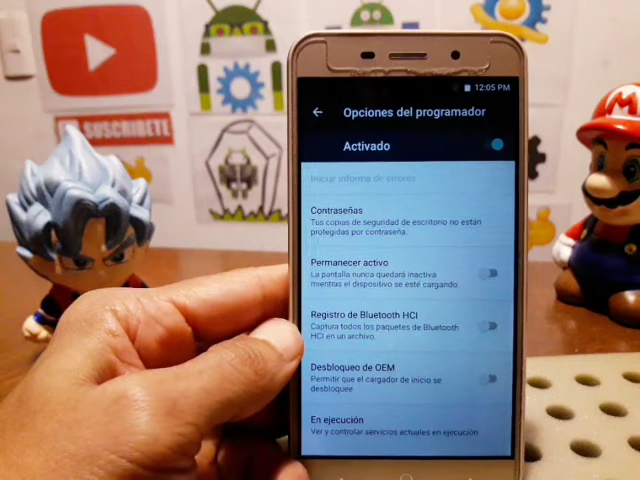 SUSCRIBETE
12:05 PM
Opciones del programador
Activado
Iniciar informe de errores
Contraseñas
Tus copias de seguridad de escritorio no están
protegidas por contraseña.
Permanecer activo
La pantalla nunca quedará inactiva
mientras el dispositivo se esté cargando
Registro de Bluetooth HCI
Captura todos los paquetes de Bluetooth
HCI en un archivo.
Desbloqueo de OEM
Permitir que el cargador de inicio se
desbloquee
En ejecución
Ver y controlar servicios actuales en ejecución
M